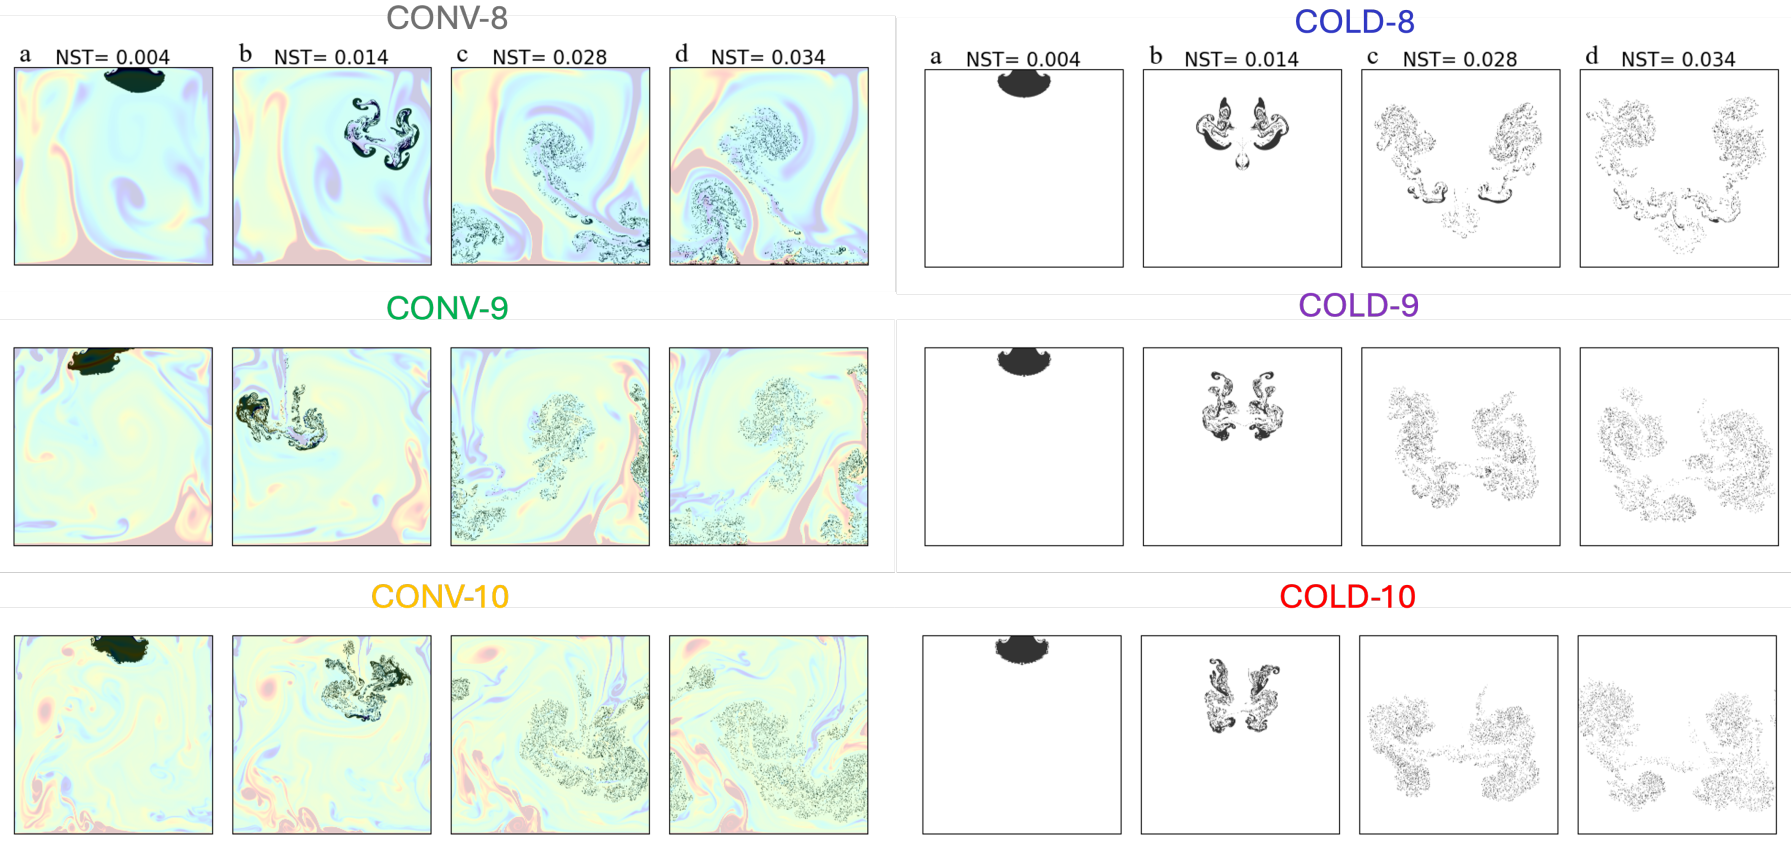 CONV-8
a NST= 0.004 b NST= 0.014 c NST= 0.028 d NST= 0.034
COLD-8
a NST= 0.004 b NST= 0.014 c NST= 0.028 d NST= 0.034
CONV-9
COLD-9
CONV-10
COLD-10